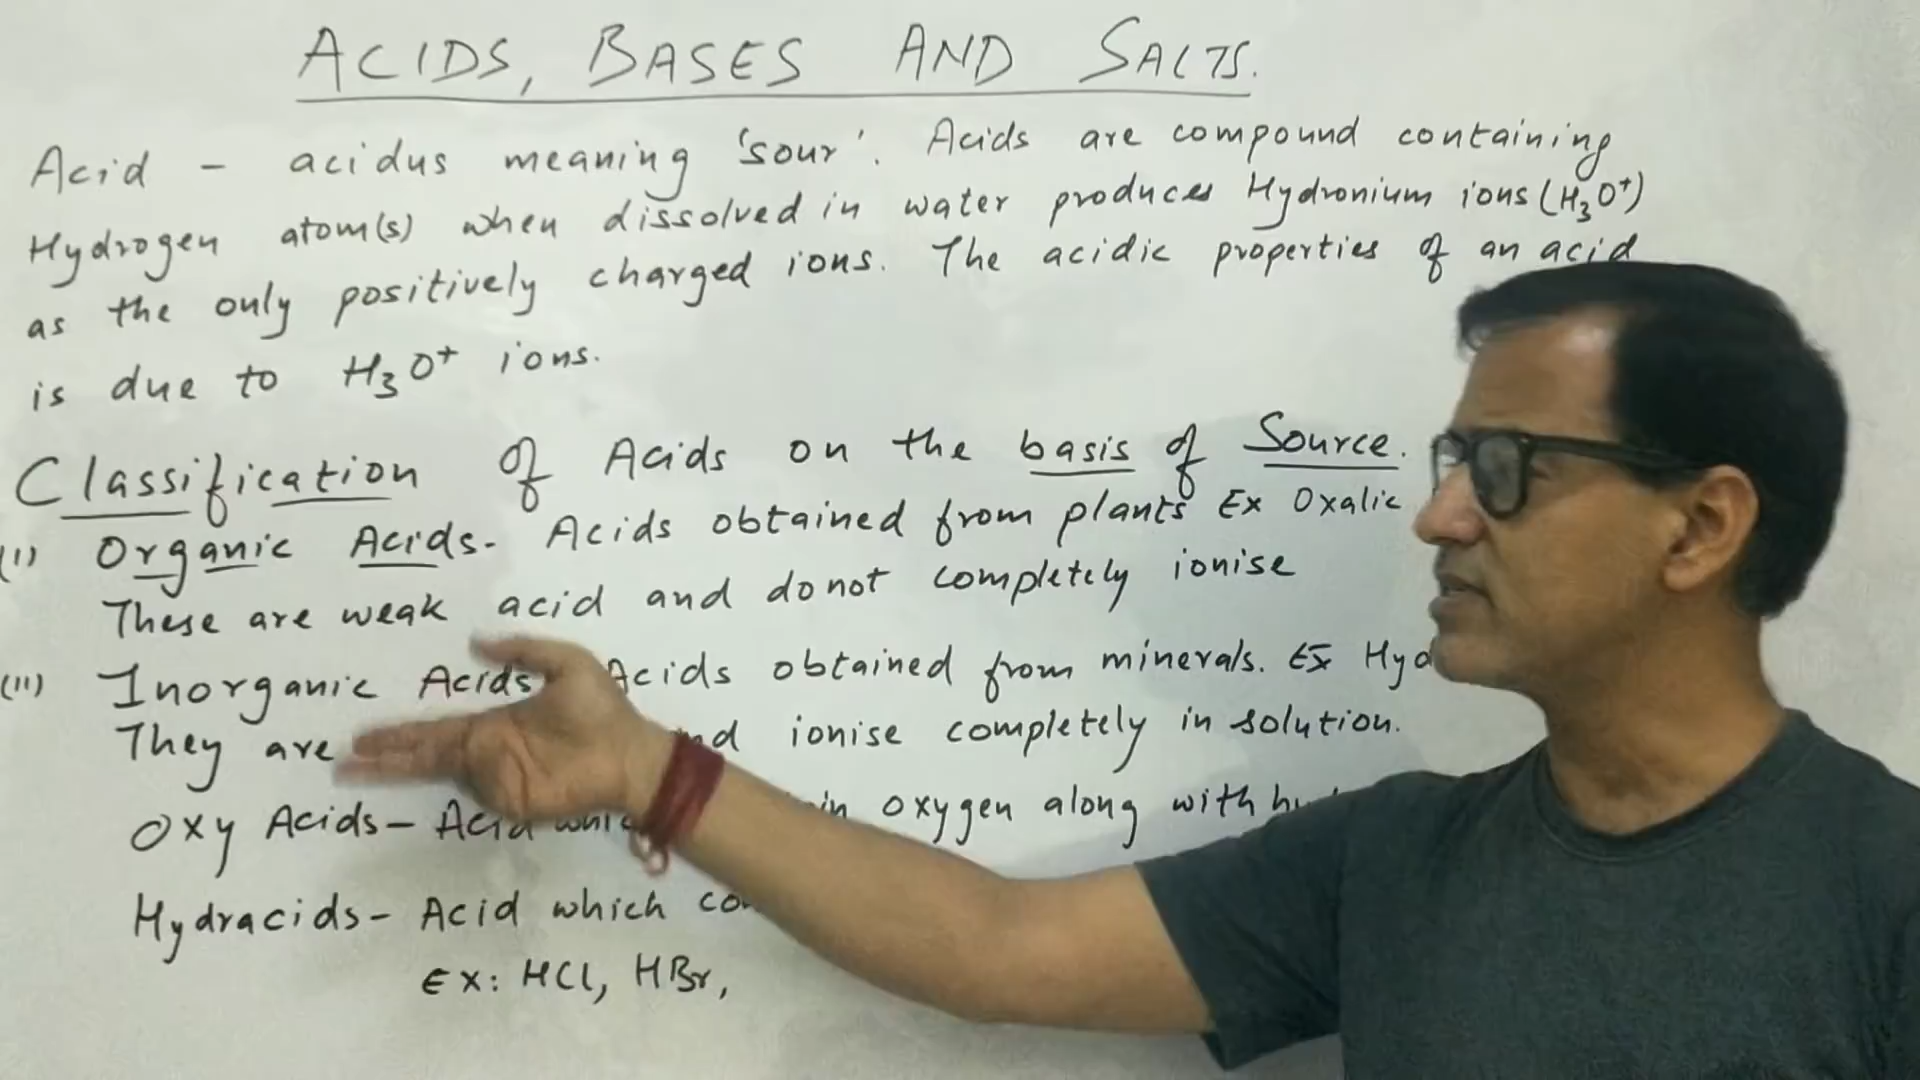 ACIDS, BASES AND SALTS.
Acid - acidus meaning 'sour'. Acids are compound containing
Hydrogen atom(s) when dissolved in water produces Hydronium ions (H₃O⁺)
as the only positively charged ions. The acidic properties of an acid
is due to H₃O⁺ ions.
Classification of Acids on the basis of Source.
(I) Organic Acids- Acids obtained from plants Ex Oxalic
These are weak acid and donot completely ionise
(II) Inorganic Acids Acids obtained from minerals. Ex Hyd
They are ionise completely in solution.
Oxy Acids- Acid which oxygen along with
Hydracids- Acid which
Ex: HCl, HBr,